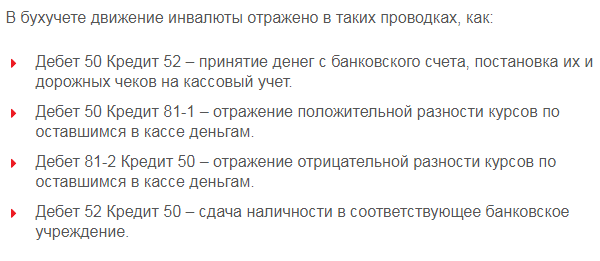 В бухучете движение инвалюты отражено в таких проводках, как:
Дебет 50 Кредит 52 – принятие денег с банковского счета, постановка их и
дорожных чеков на кассовый учет.
Дебет 50 Кредит 81-1 – отражение положительной разности курсов по
оставшимся в кассе деньгам.
Дебет 81-2 Кредит 50 – отражение отрицательной разности курсов по
оставшимся в кассе деньгам.
Дебет 52 Кредит 50 – сдача наличности в соответствующее банковское
учреждение.